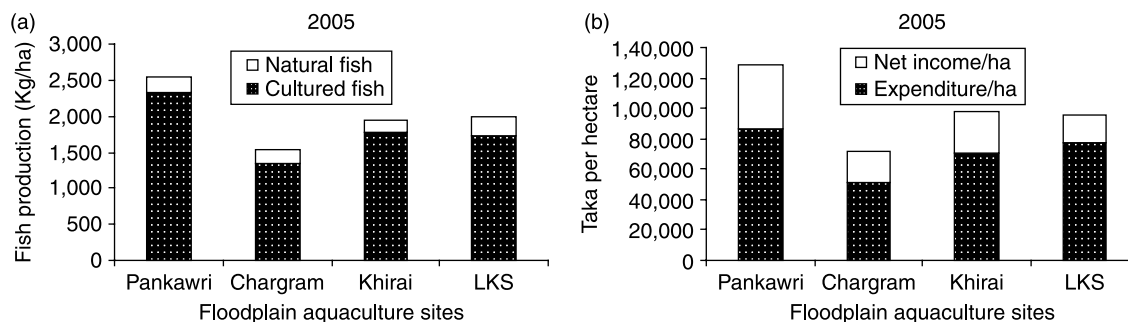 (a)
2005
Fish production (Kg/ha)
3,000
2,500
2,000
1,500
1,000
500
0
Natural fish
Cultured fish
Pankawri Chargram Khirai LKS
Floodplain aquaculture sites
(b)
2005
Taka per hectare
1,40,000
1,20,000
1,00,000
80,000
60,000
40,000
20,000
0
Net income/ha
Expenditure/ha
Pankawri Chargram Khirai LKS
Floodplain aquaculture sites